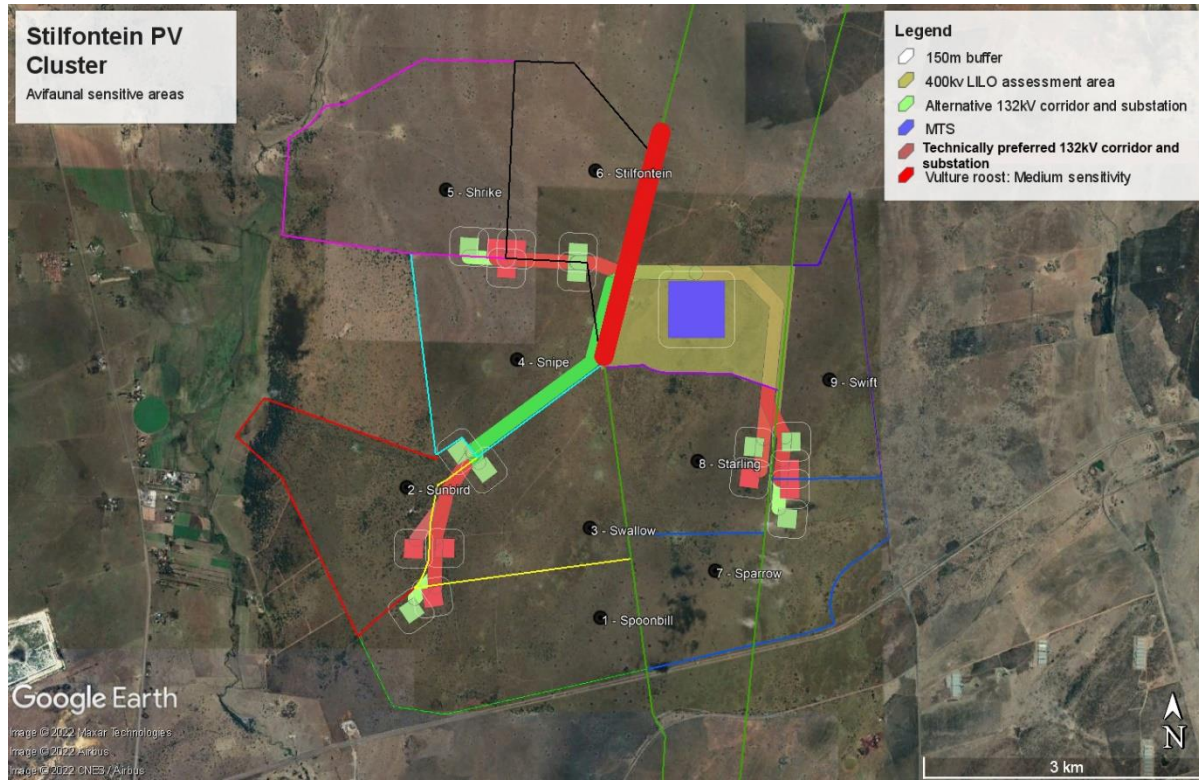 Stilfontein PV
Cluster
Avifaunal sensitive areas
Legend
150m buffer
400kv LILO assessment area
Alternative 132kV corridor and substation
MTS
Technically preferred 132kV corridor and
substation
Vulture roost: Medium sensitivity
6 - Stilfontein
5 - Shrike
4 - Snipe
9 - Swift
8 - Starling
2 - Sunbird
3 - Swallow
7 - Sparrow
1 - Spoonbill
Google Earth
Image © 2022 Maxar Technologies
Image © 2022 Airbus
Image © 2022 CNES / Airbus
N
3 km